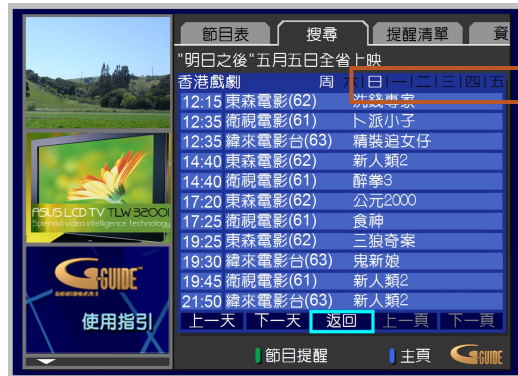 節目表
搜尋
提醒清單
資
"明日之後"五月五日全省上映
香港戲劇 周 六|日|一|二|三|四|五
12:15 東森電影(62) 洗錢專家
12:35 衛視電影(61) 卜派小子
12:35 緯來電影台(63) 精裝追女仔
14:40 東森電影(62) 新人類2
14:40 衛視電影(61) 醉拳3
17:20 東森電影(62) 公元2000
17:25 衛視電影(61) 食神
19:25 東森電影(62) 三狼奇案
19:30 緯來電影台(63) 鬼新娘
19:45 衛視電影(61) 新人類2
21:50 緯來電影台(63) 新人類2
上一天 下一天 返回 上一頁 下一頁
節目提醒 主頁 G-GUIDE
ASUS LCD TV TLW 32001
Splendid video intelligence technology
G-GUIDE
GEMSTAR
使用指引